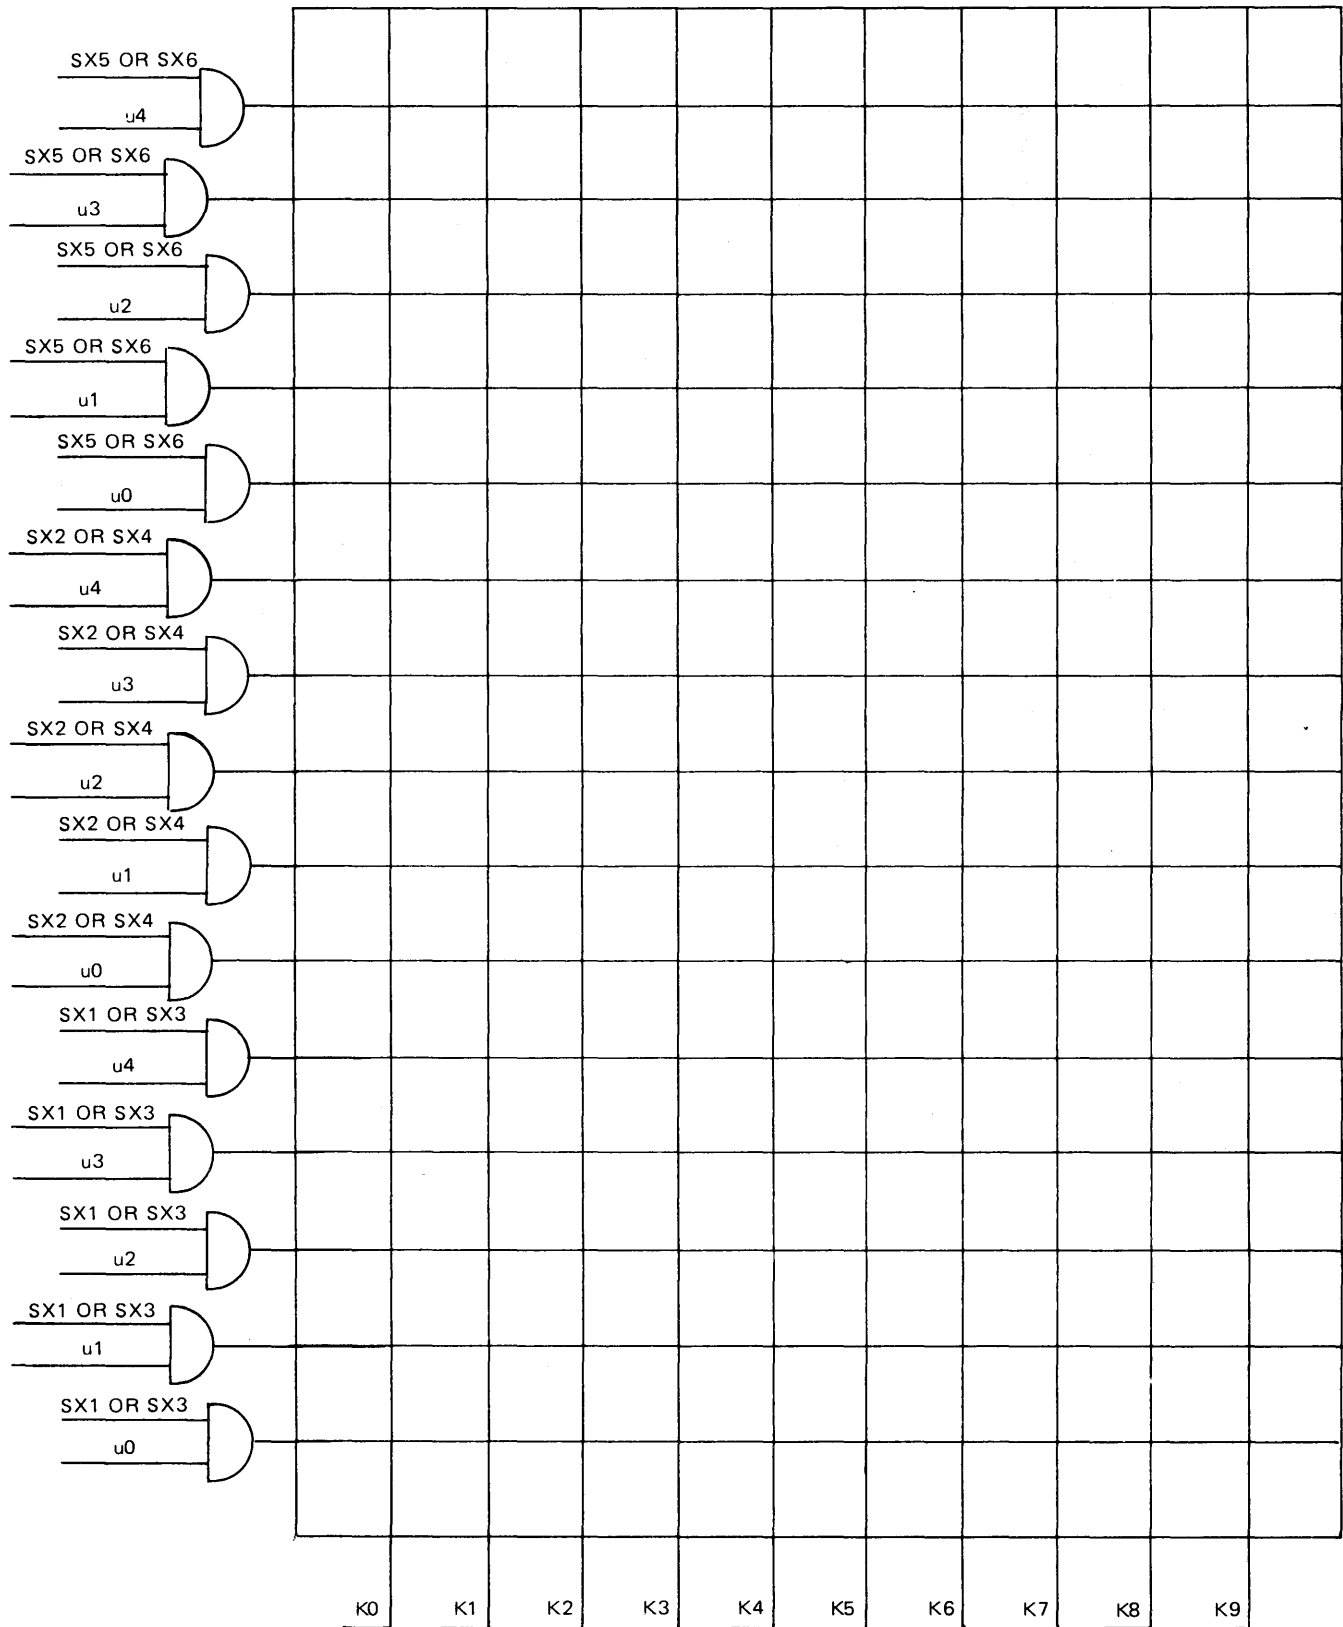 SX5 OR SX6
u4
SX5 OR SX6
u3
SX5 OR SX6
u2
SX5 OR SX6
u1
SX5 OR SX6
u0
SX2 OR SX4
u4
SX2 OR SX4
u3
SX2 OR SX4
u2
SX2 OR SX4
u1
SX2 OR SX4
u0
SX1 OR SX3
u4
SX1 OR SX3
u3
SX1 OR SX3
u2
SX1 OR SX3
u1
SX1 OR SX3
u0
K0 K1 K2 K3 K4 K5 K6 K7 K8 K9